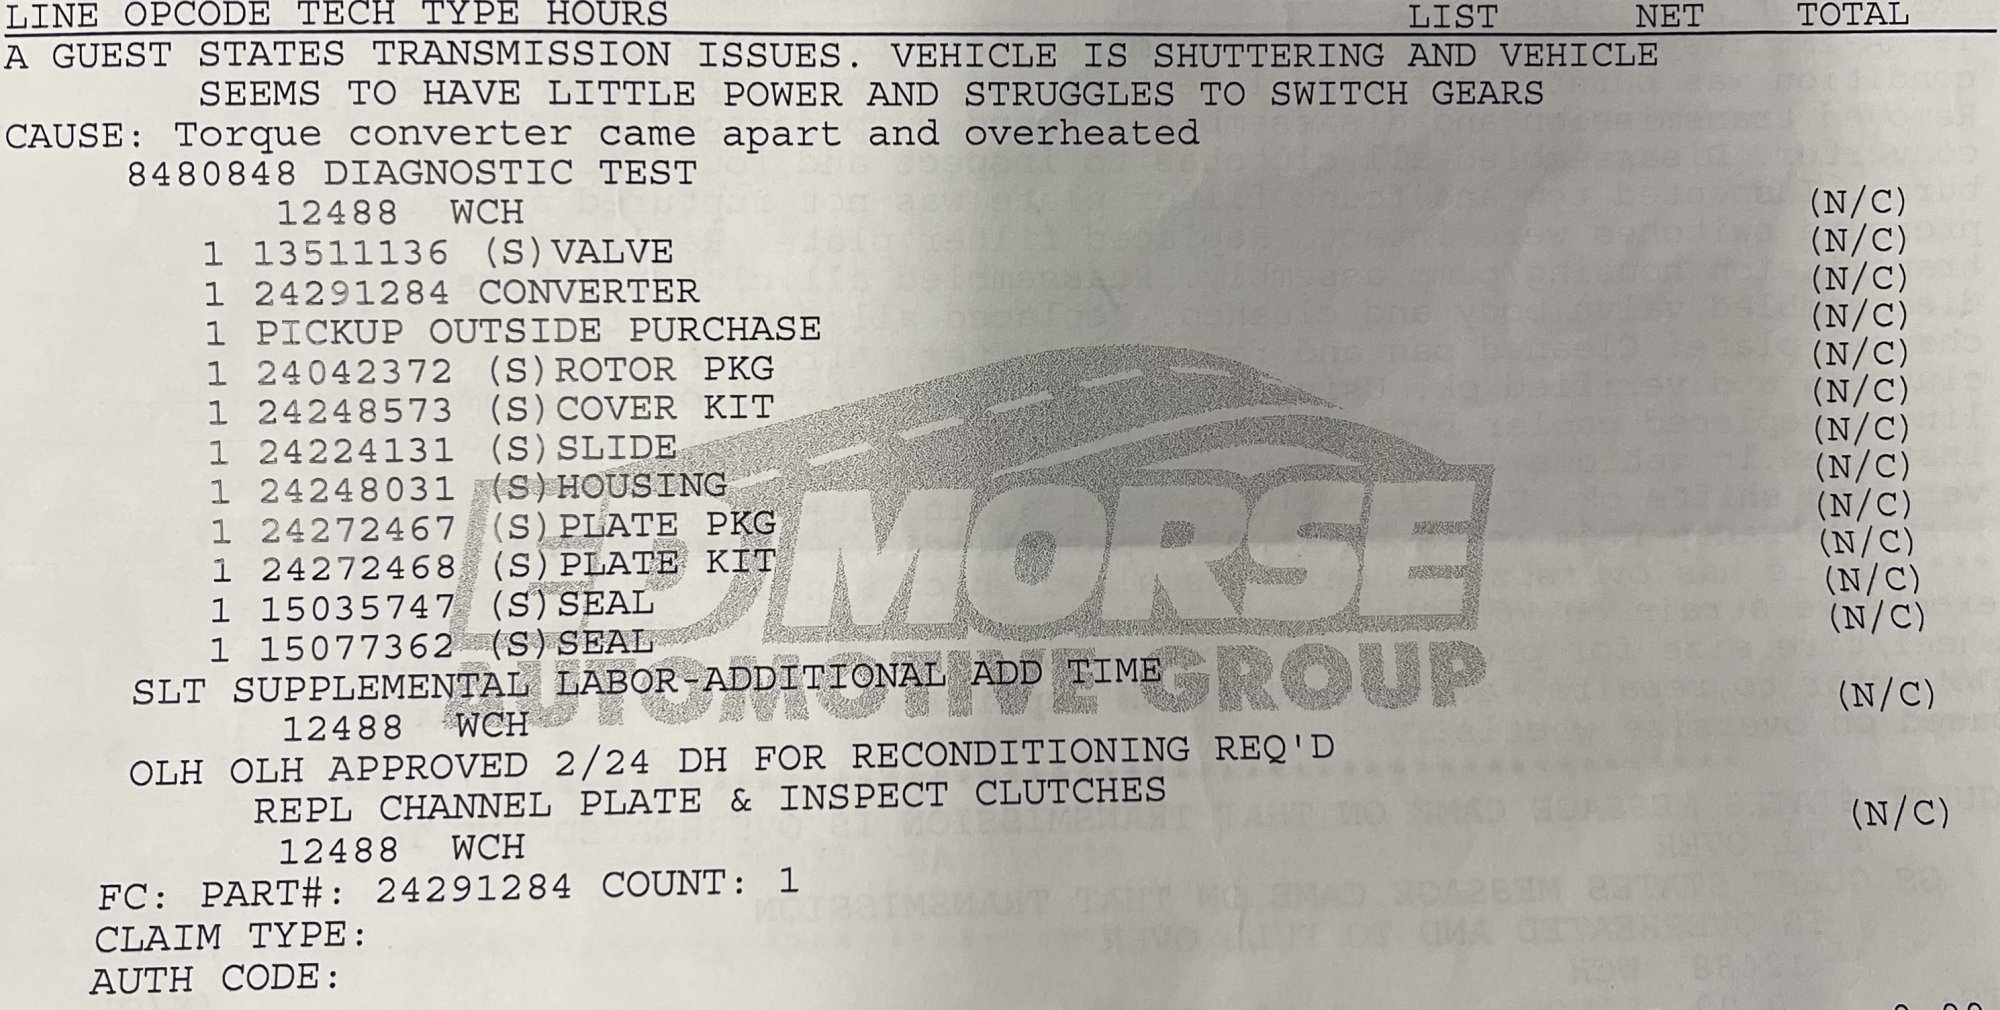 LINE OPCODE TECH TYPE HOURS LIST NET TOTAL
A GUEST STATES TRANSMISSION ISSUES. VEHICLE IS SHUTTERING AND VEHICLE
SEEMS TO HAVE LITTLE POWER AND STRUGGLES TO SWITCH GEARS
CAUSE: Torque converter came apart and overheated
8480848 DIAGNOSTIC TEST
12488 WCH (N/C)
1 13511136 (S)VALVE (N/C)
1 24291284 CONVERTER (N/C)
1 PICKUP OUTSIDE PURCHASE (N/C)
1 24042372 (S)ROTOR PKG (N/C)
1 24248573 (S)COVER KIT (N/C)
1 24224131 (S)SLIDE (N/C)
1 24248031 (S)HOUSING (N/C)
1 24272467 (S)PLATE PKG (N/C)
1 24272468 (S)PLATE KIT (N/C)
1 15035747 (S)SEAL (N/C)
1 15077362 (S)SEAL (N/C)
ED MORSE
AUTOMOTIVE GROUP
SLT SUPPLEMENTAL LABOR-ADDITIONAL ADD TIME
12488 WCH (N/C)
OLH OLH APPROVED 2/24 DH FOR RECONDITIONING REQ'D
REPL CHANNEL PLATE & INSPECT CLUTCHES
12488 WCH (N/C)
FC: PART#: 24291284 COUNT: 1
CLAIM TYPE:
AUTH CODE: